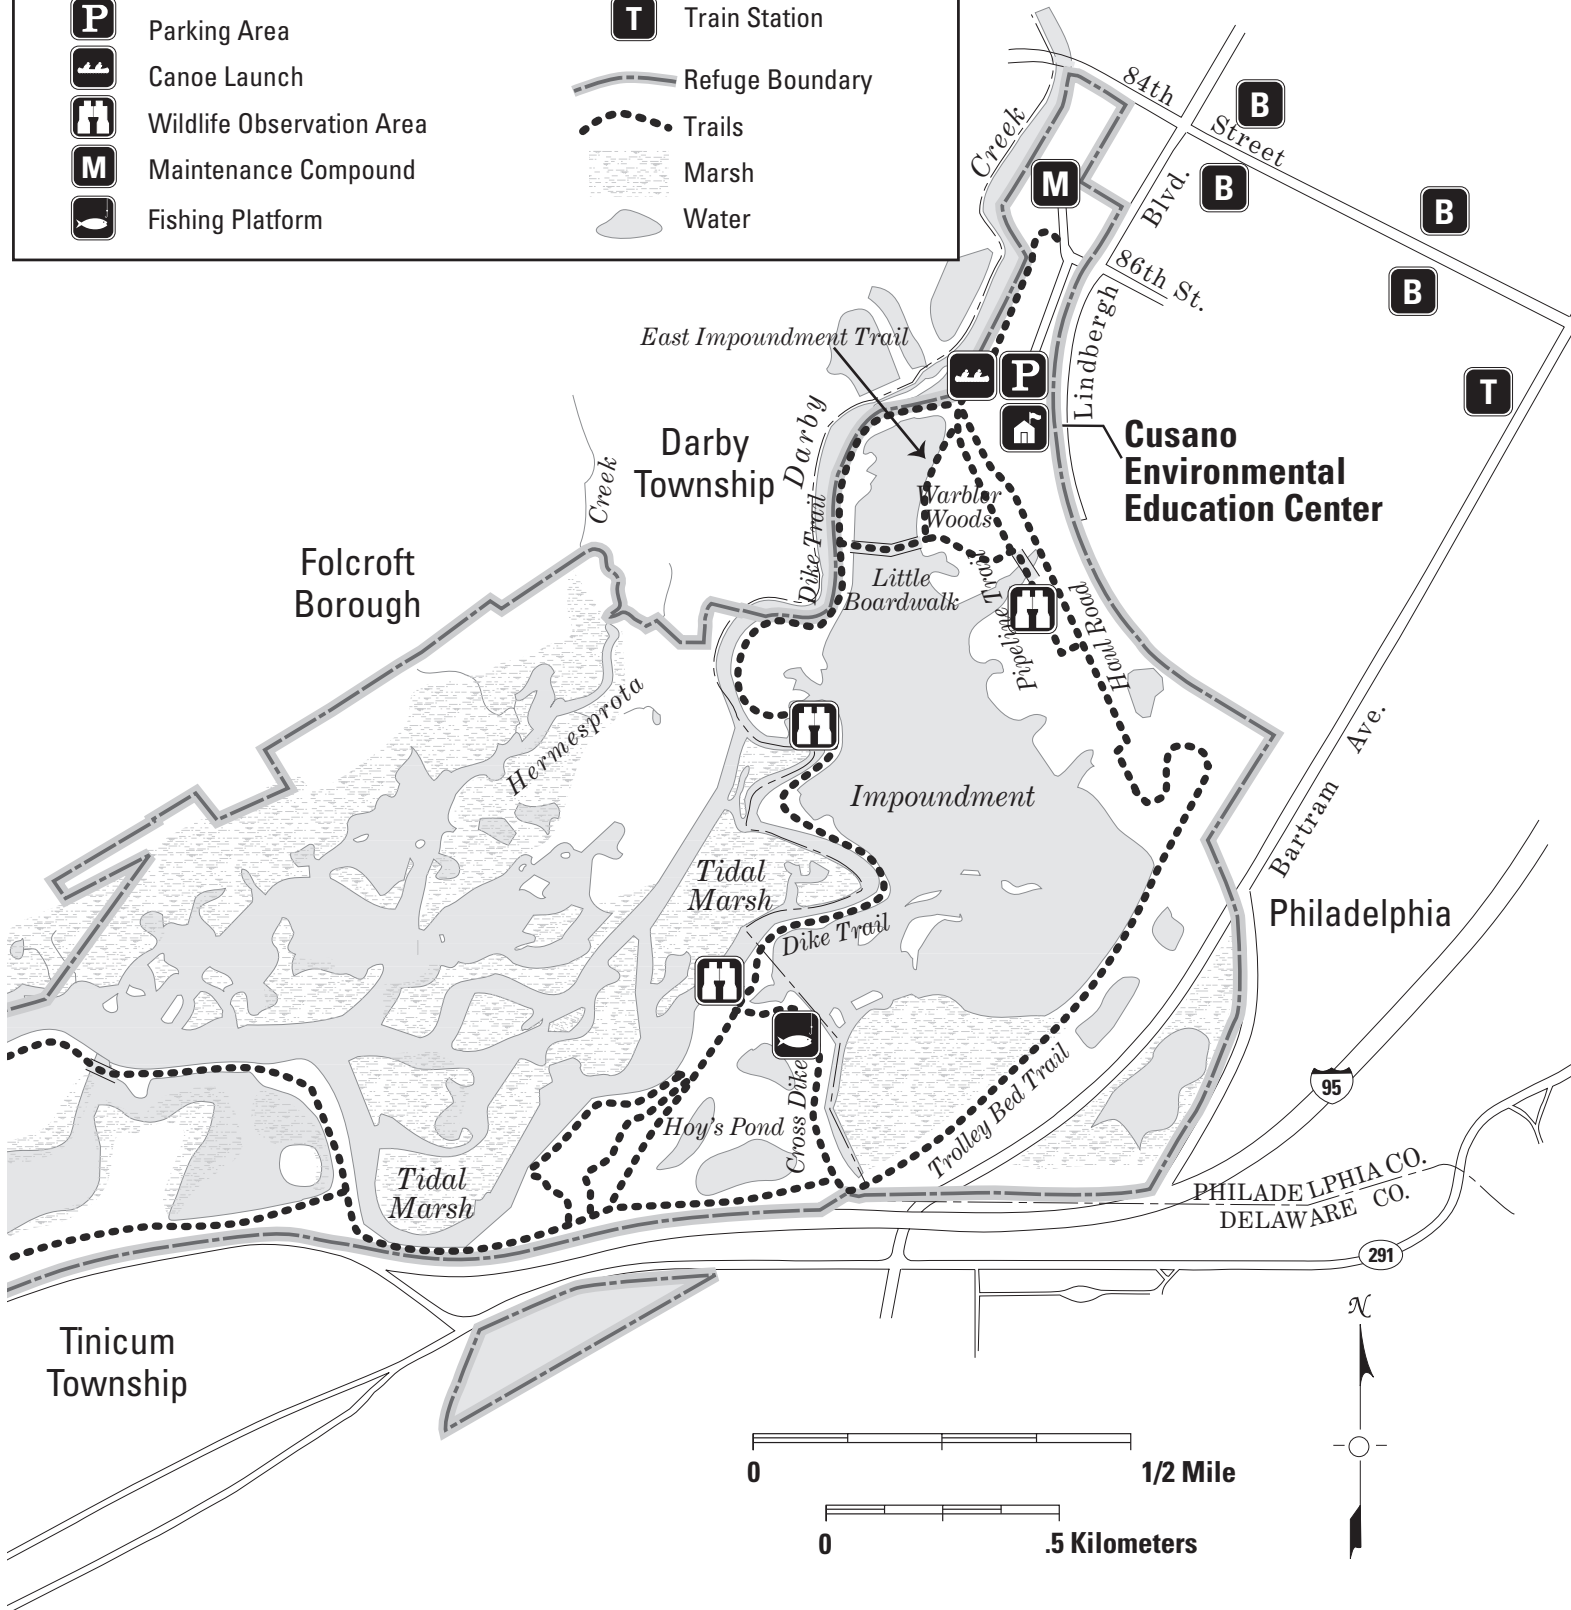 P
Parking Area
T
Train Station
Canoe Launch
Refuge Boundary
Wildlife Observation Area
Trails
M
Maintenance Compound
Marsh
Fishing Platform
Water
84th
Street
B
B
B
B
Creek
M
Blvd.
86th St.
Lindbergh
East Impoundment Trail
P
T
Darby
Township
Darby
Cusano
Environmental
Education Center
Creek
Warbler
Woods
Dike Trail
Folcroft
Borough
Little
Boardwalk
Pipeline Trail
Haul Road
Hermesprota
Impoundment
Bartram Ave.
Tidal
Marsh
Dike Trail
Philadelphia
Trolley Bed Trail
95
Hoy's Pond
Cross Dike
Tidal
Marsh
PHILADELPHIA CO.
DELAWARE CO.
291
N
Tinicum
Township
0
1/2 Mile
0
.5 Kilometers